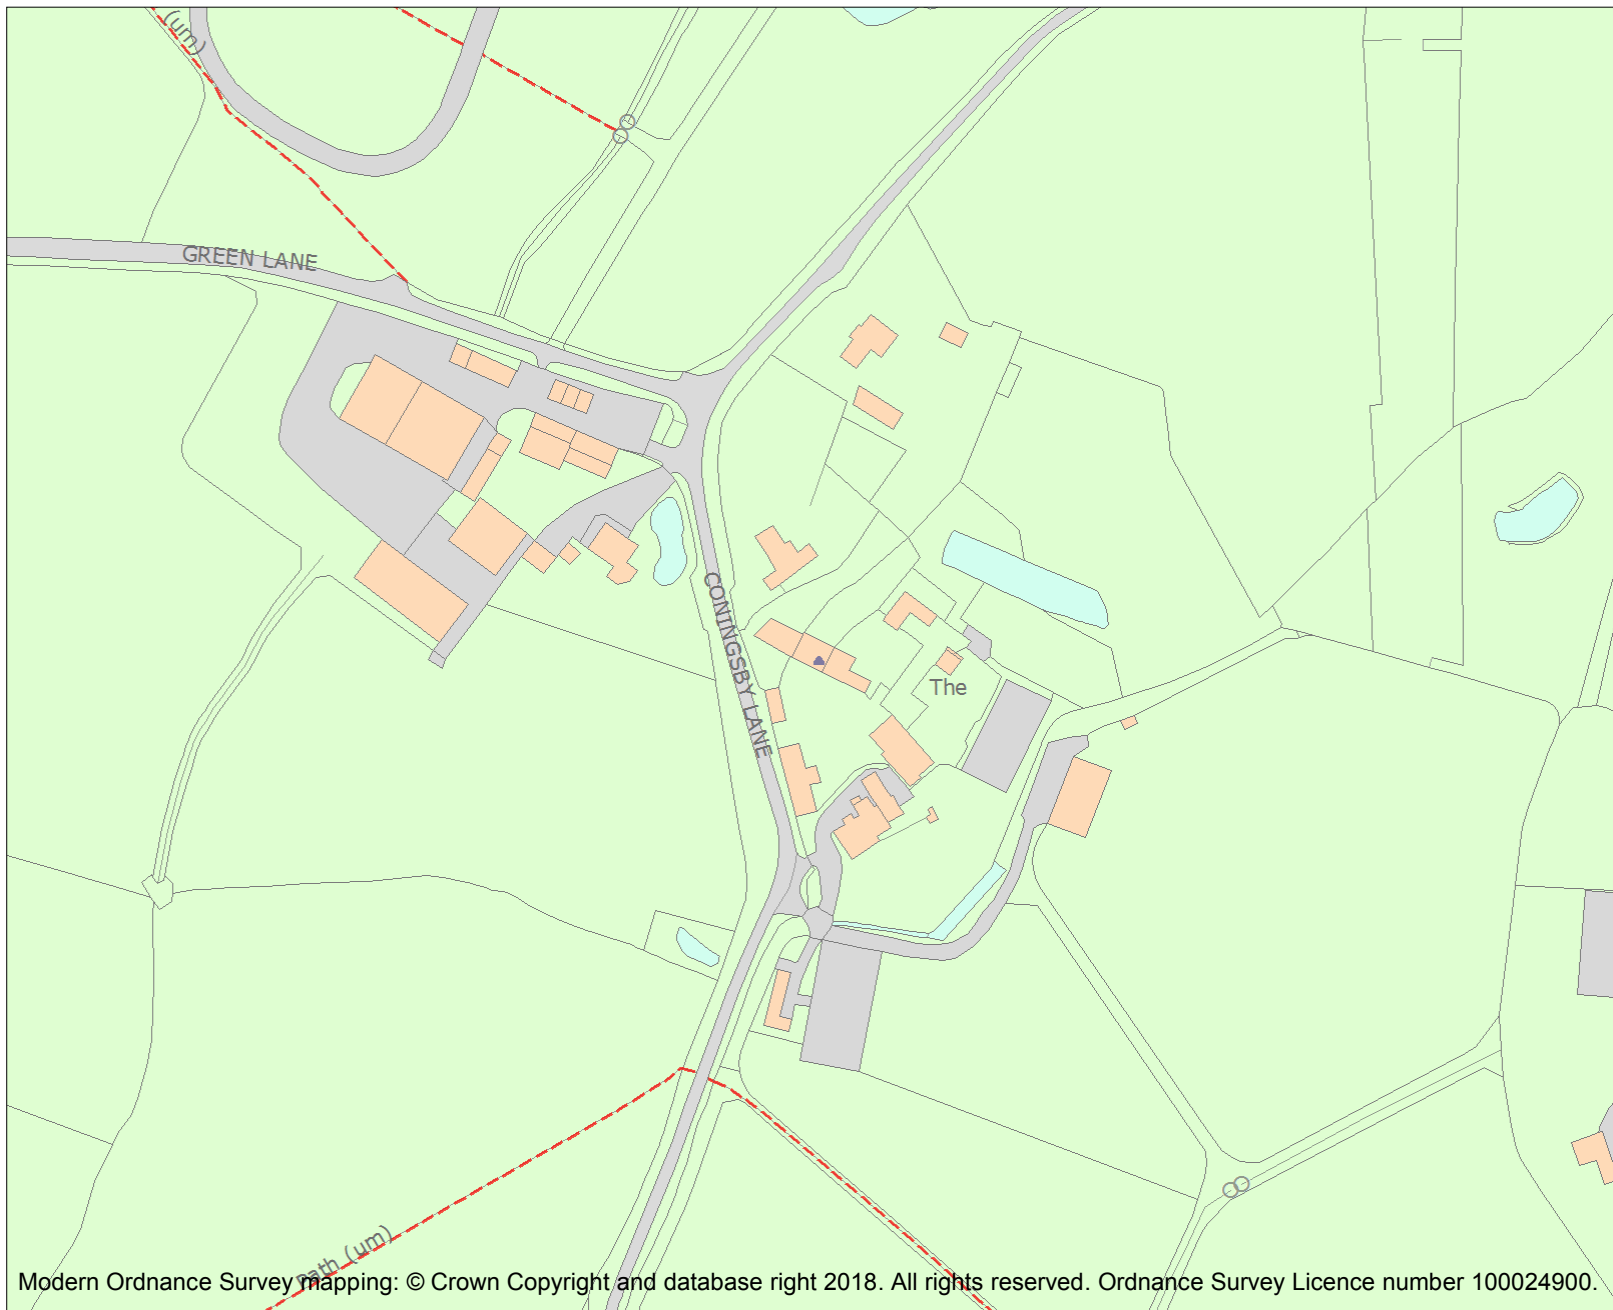 (um)
GREEN LANE
CONINGSBY LANE
The
Path (um)
Modern Ordnance Survey mapping: © Crown Copyright and database right 2018. All rights reserved. Ordnance Survey Licence number 100024900.